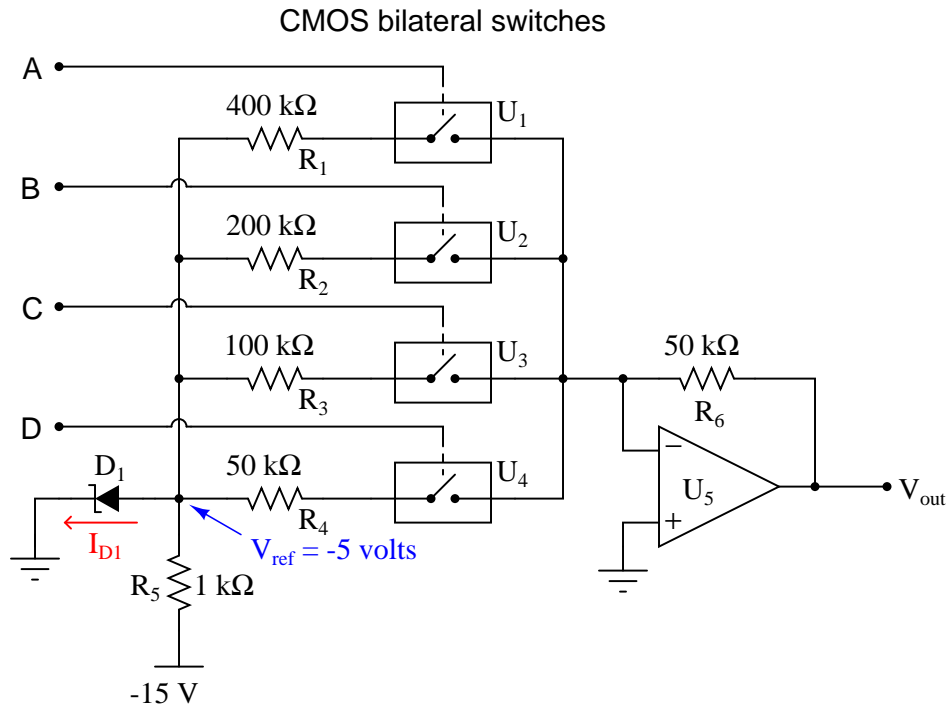 CMOS bilateral switches
A
400 kΩ
U1
R1
B
200 kΩ
U2
R2
C
100 kΩ
U3
R3
50 kΩ
R6
D
D1
50 kΩ
U4
R4
−
U5
+
Vout
ID1
Vref = -5 volts
R5 1 kΩ
-15 V